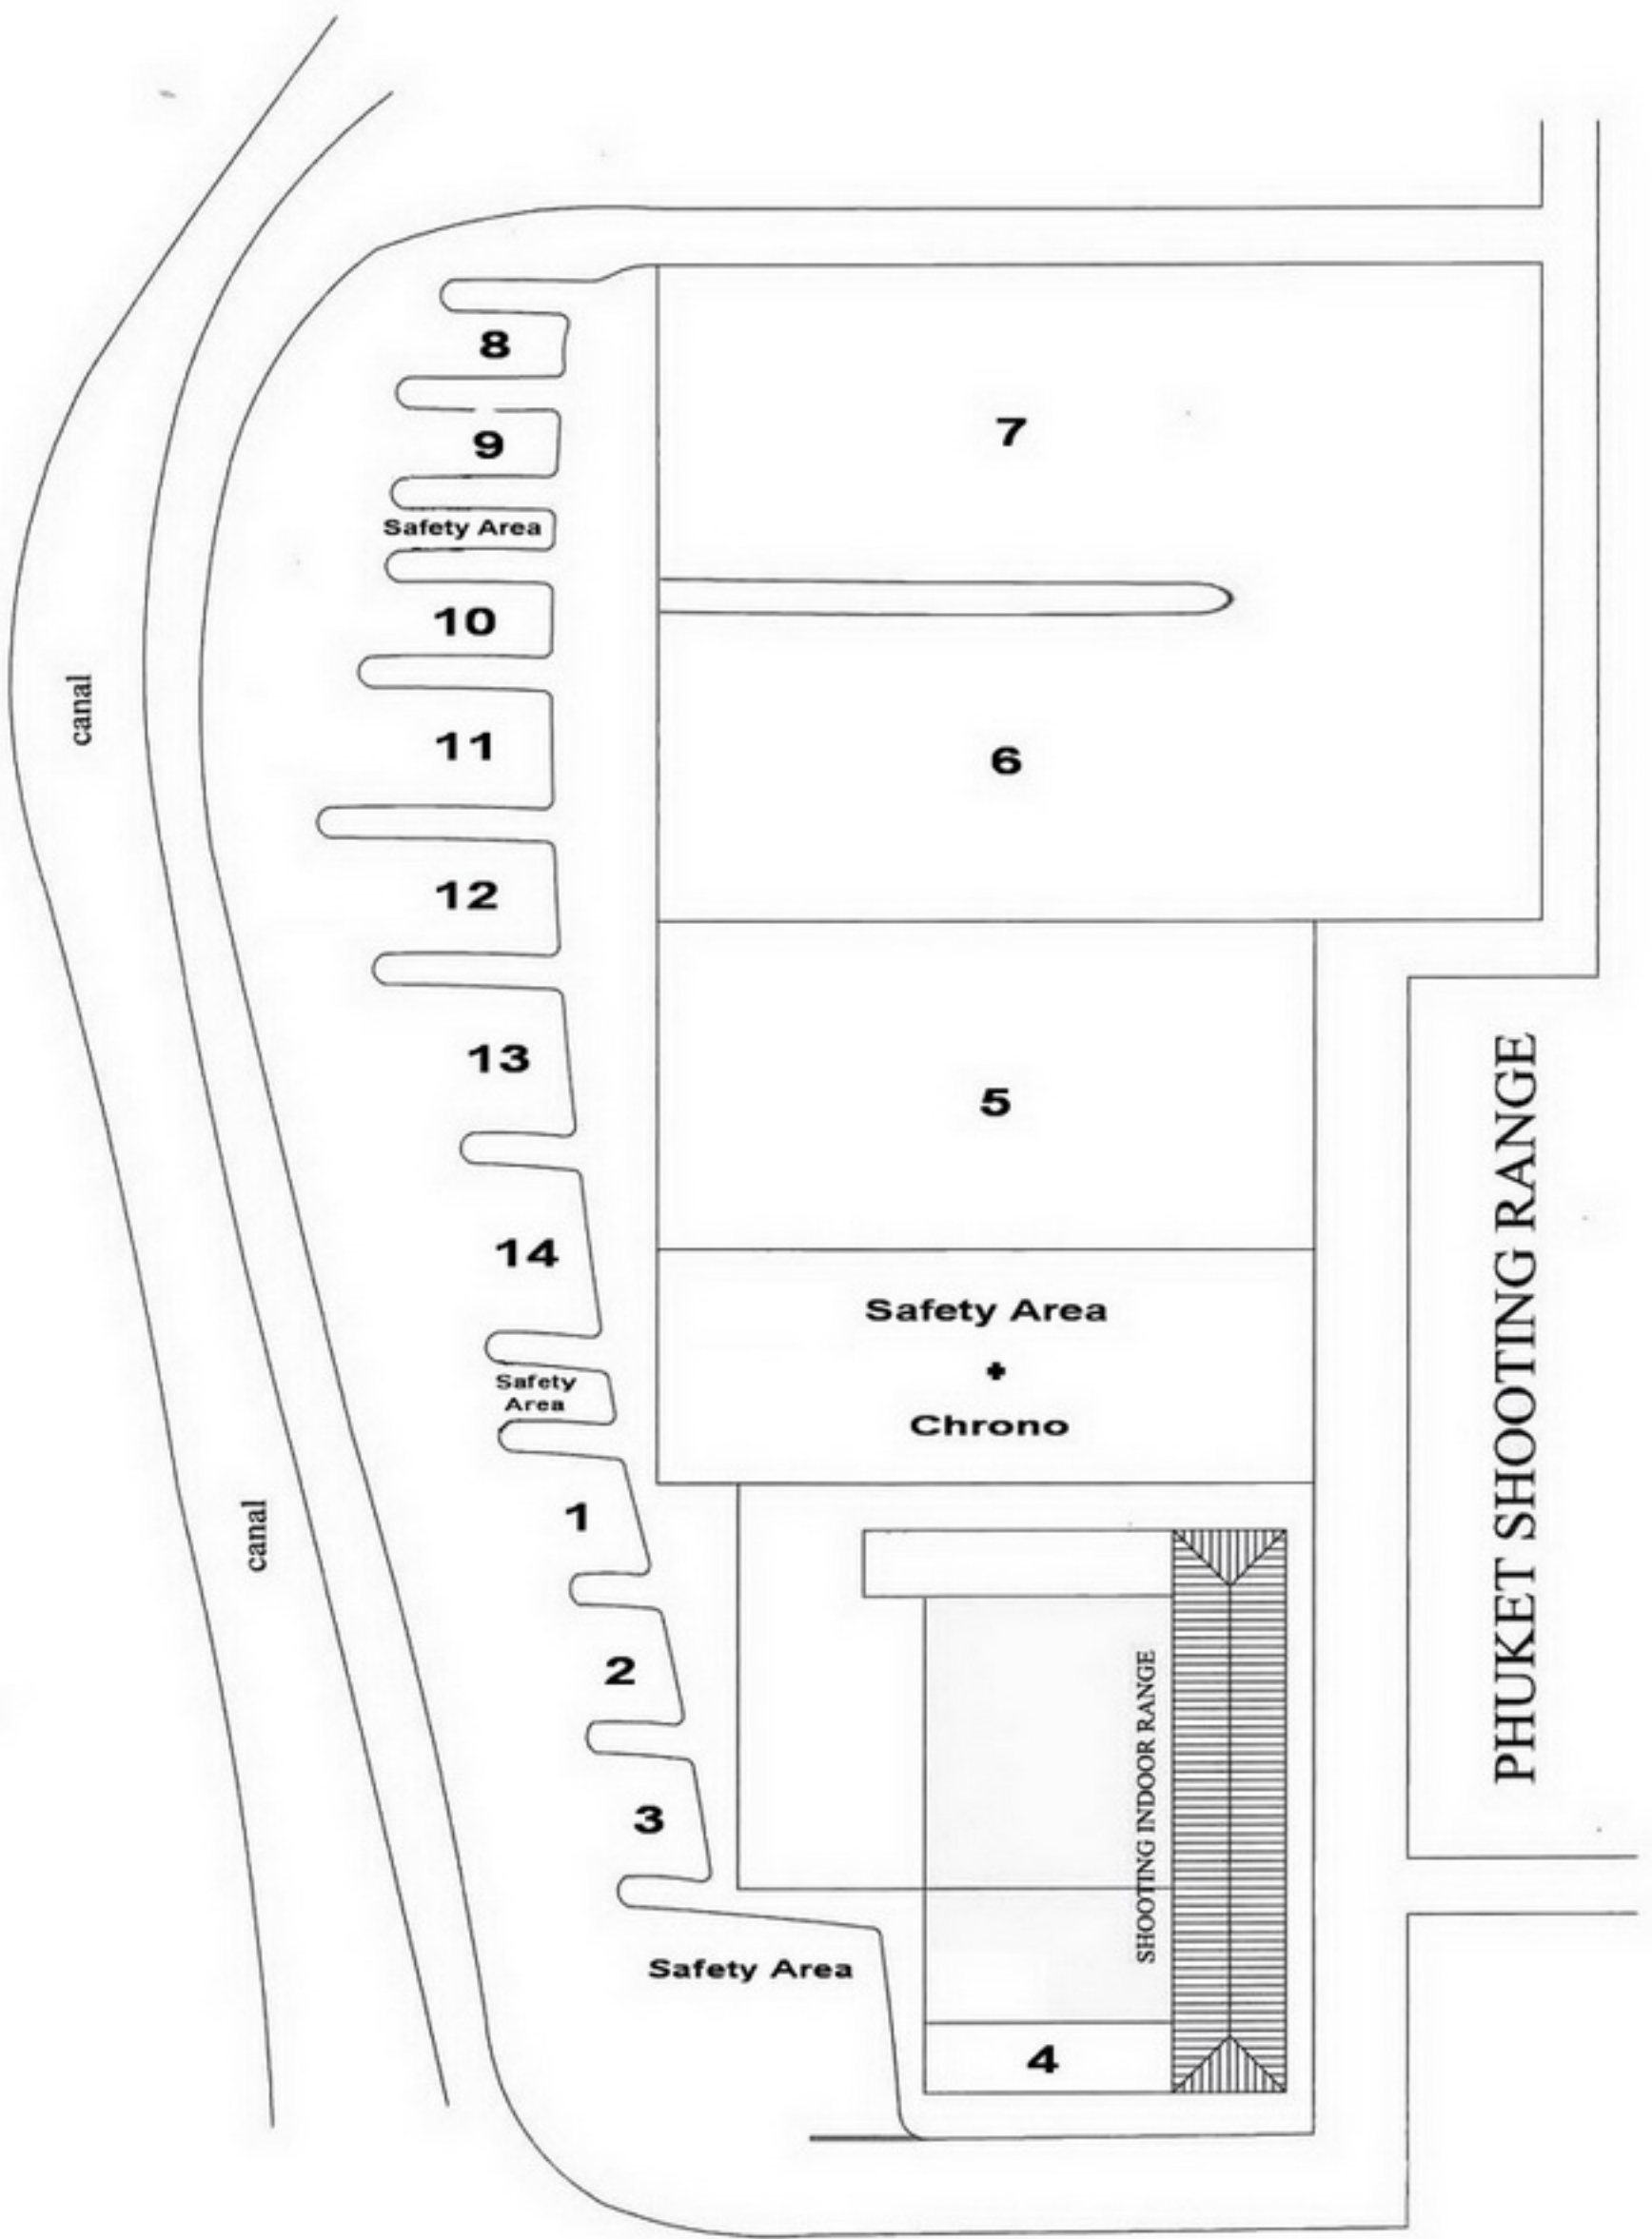 8
7
9
Safety Area
10
canal
11
6
12
13
5
14
Safety Area
+
Chrono
Safety
Area
PHUKET SHOOTING RANGE
canal
1
2
SHOOTING INDOOR RANGE
3
Safety Area
4